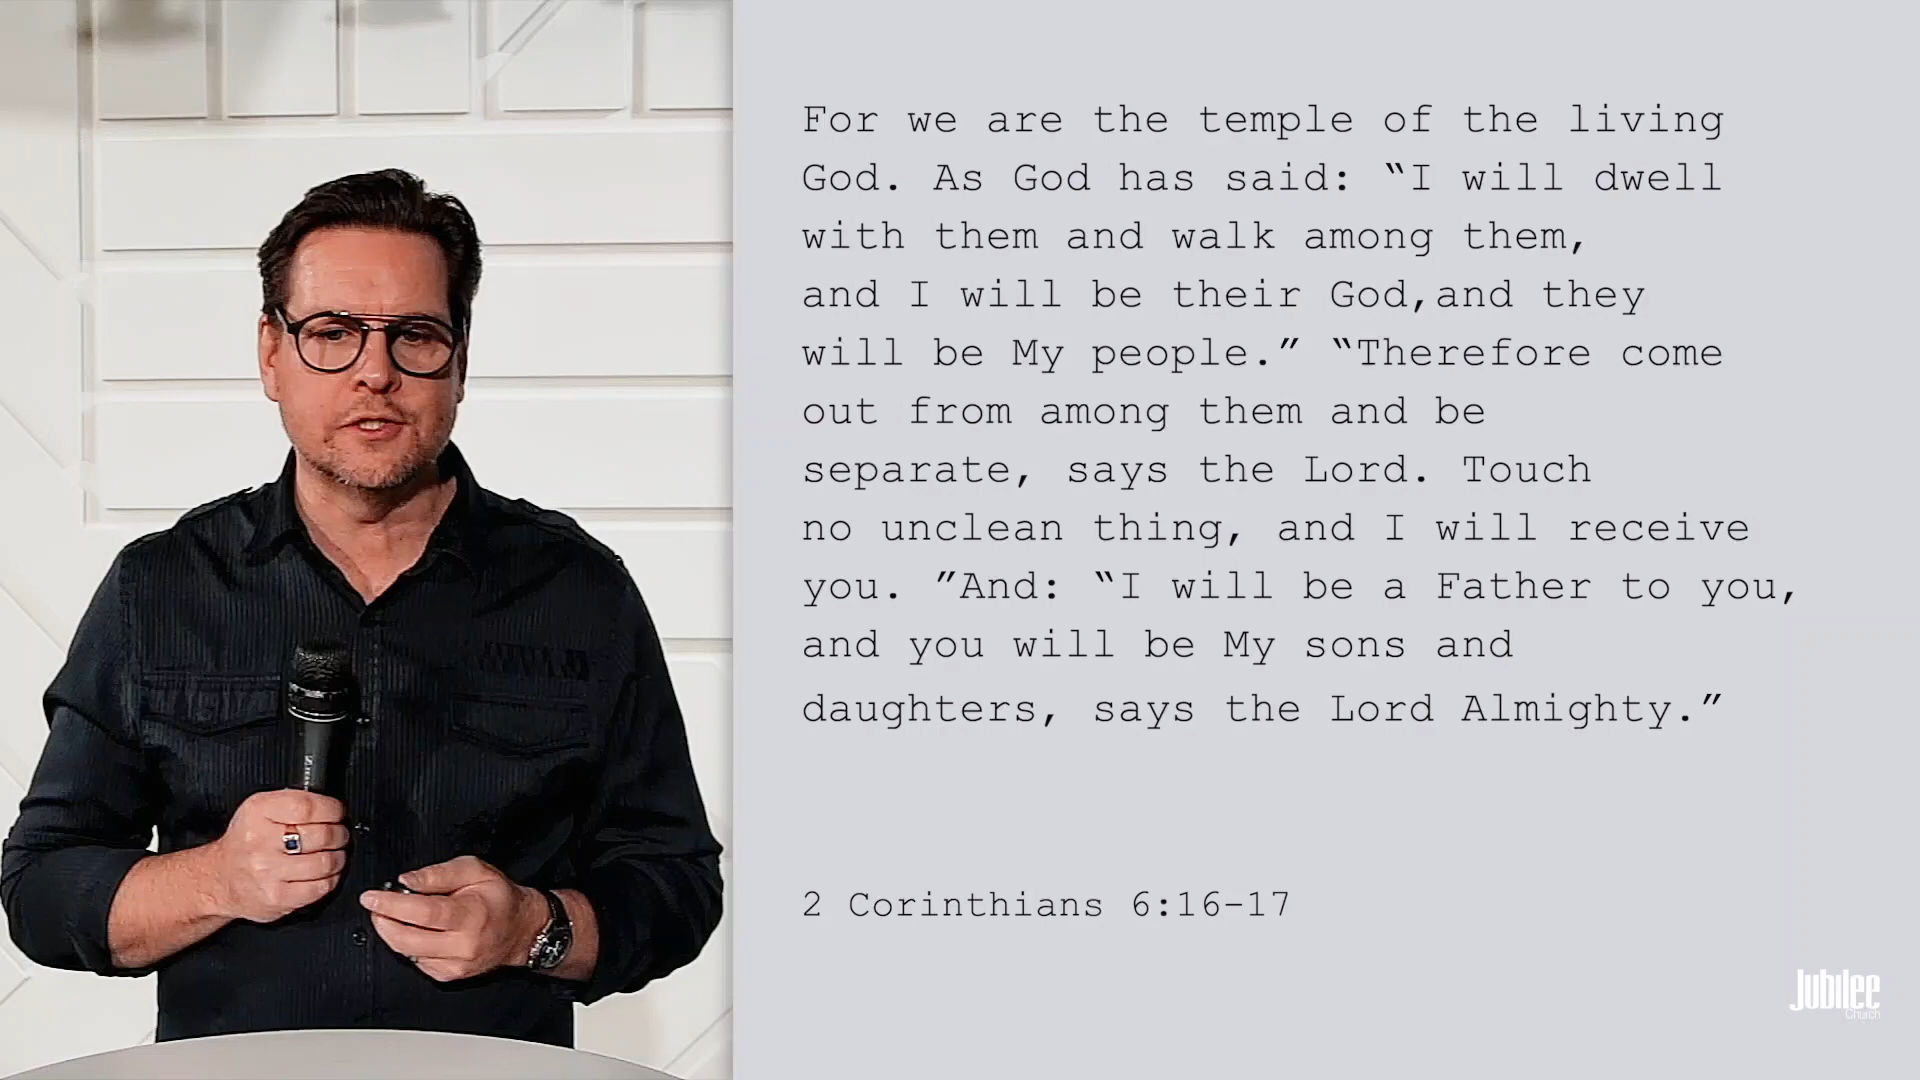 For we are the temple of the living
God. As God has said: “I will dwell
with them and walk among them,
and I will be their God,and they
will be My people.” “Therefore come
out from among them and be
separate, says the Lord. Touch
no unclean thing, and I will receive
you. ”And: “I will be a Father to you,
and you will be My sons and
daughters, says the Lord Almighty.”
2 Corinthians 6:16-17
Jubilee
Church